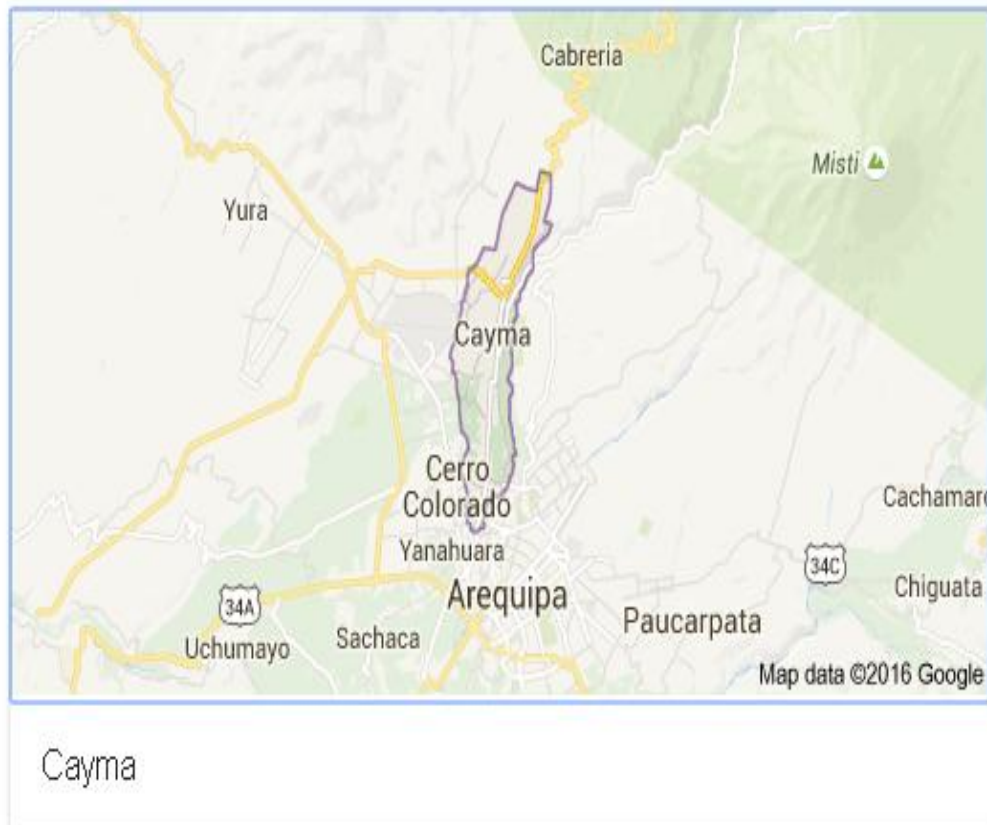 Cabreria
Misti
Yura
Cayma
Cerro
Colorado
Cachamarc
Yanahuara
34C
Chiguata
34A
Arequipa
Paucarpata
Sachaca
Uchumayo
Map data ©2016 Google
Cayma